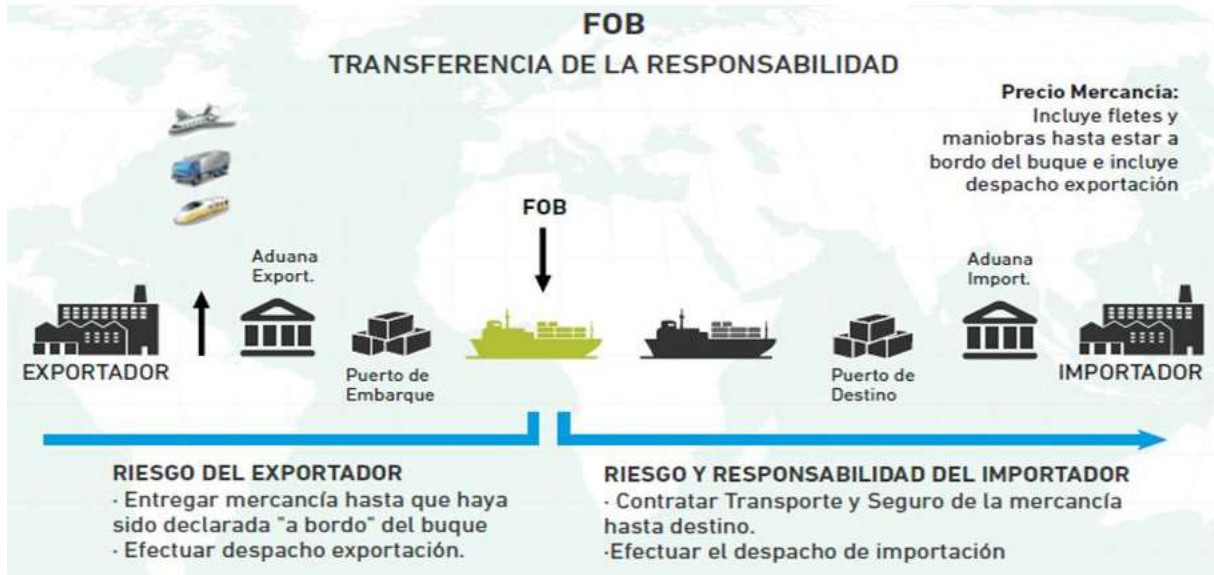 FOB
TRANSFERENCIA DE LA RESPONSABILIDAD
Precio Mercancía:
Incluye fletes y
maniobras hasta estar a
bordo del buque e incluye
despacho exportación
FOB
Aduana
Export.
Aduana
Import.
EXPORTADOR
Puerto de
Embarque
Puerto de
Destino
IMPORTADOR
RIESGO DEL EXPORTADOR
· Entregar mercancía hasta que haya
sido declarada "a bordo" del buque
· Efectuar despacho exportación.
RIESGO Y RESPONSABILIDAD DEL IMPORTADOR
· Contratar Transporte y Seguro de la mercancía
hasta destino.
·Efectuar el despacho de importación